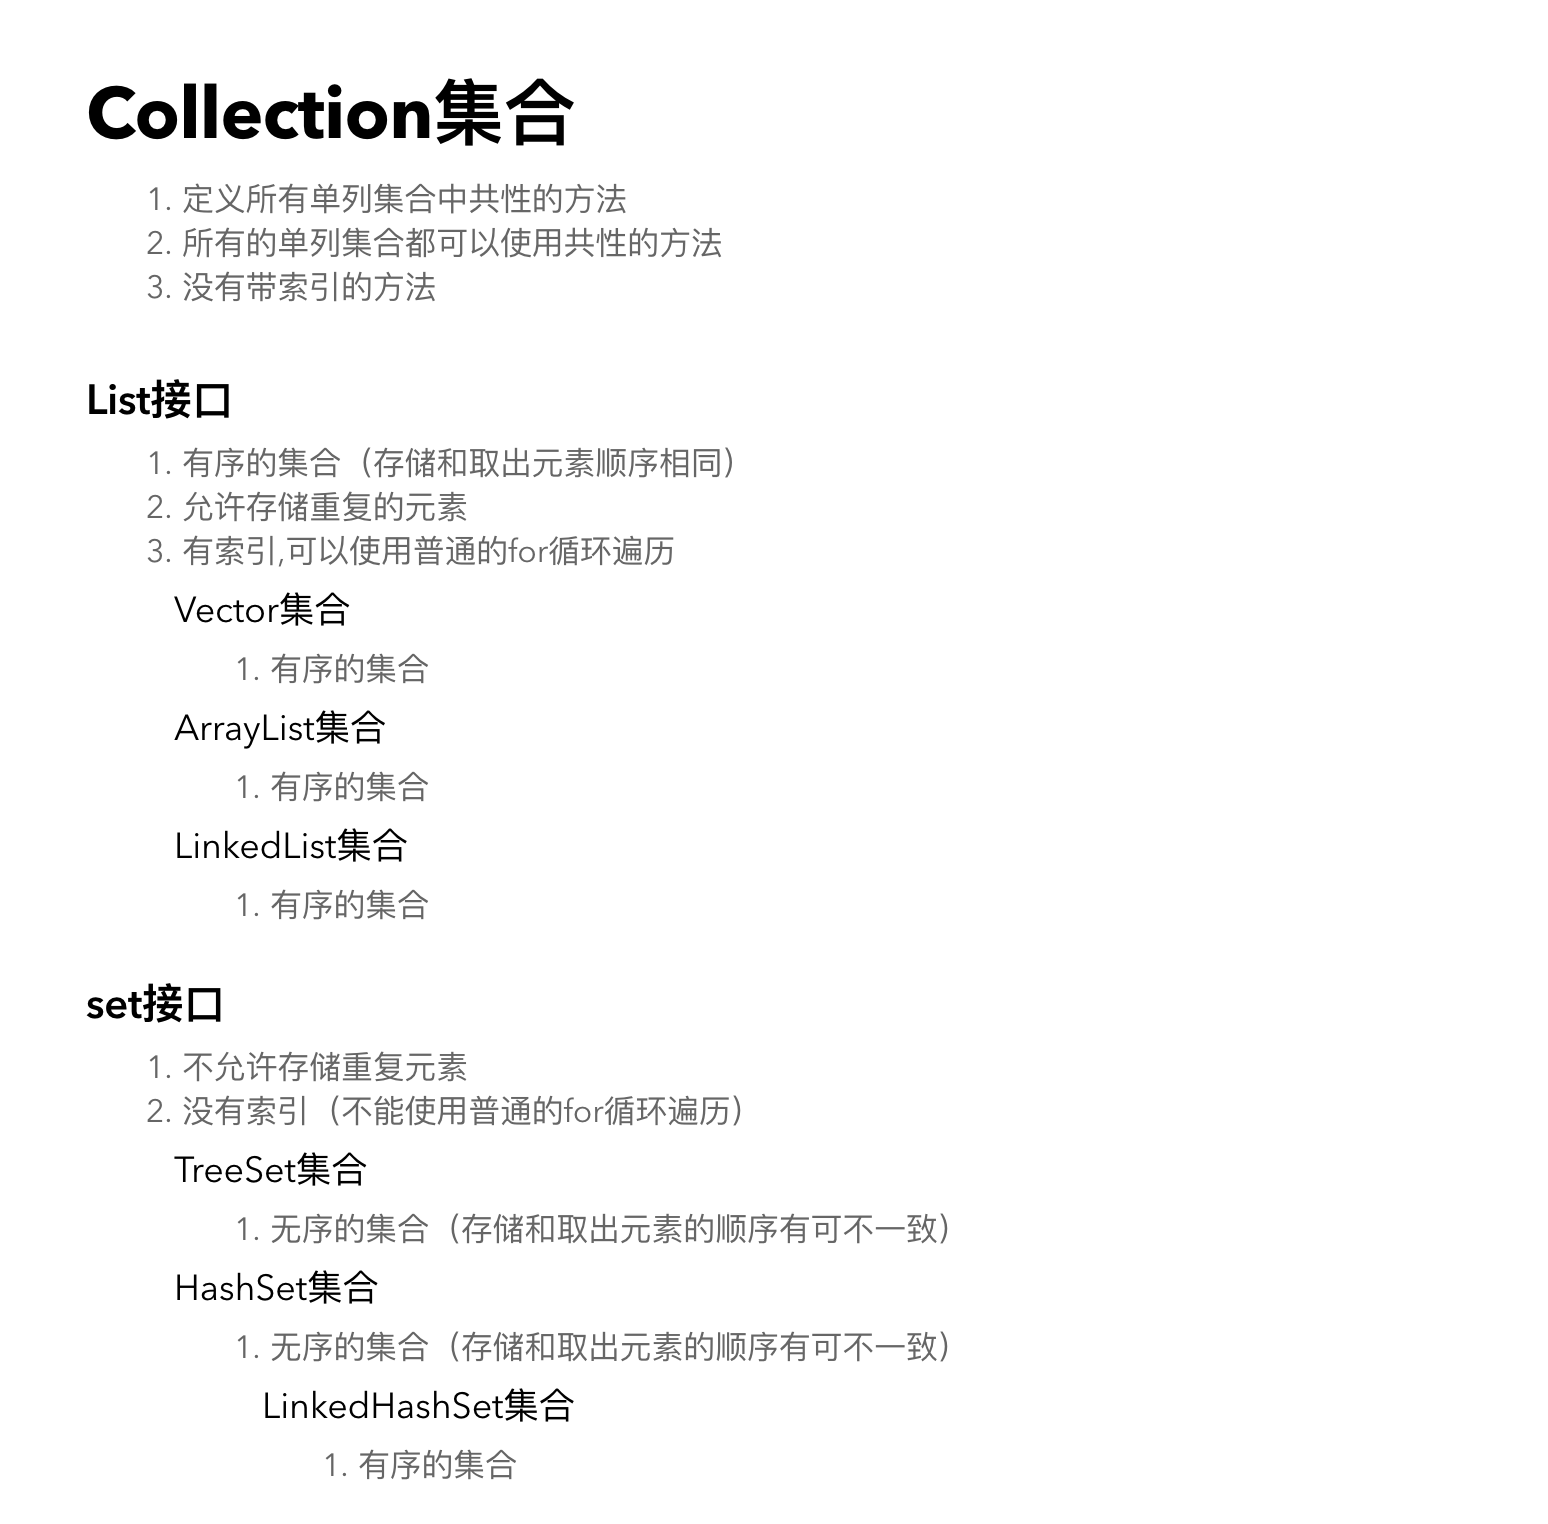 Collection集合
1. 定义所有单列集合中共性的方法
2. 所有的单列集合都可以使用共性的方法
3. 没有带索引的方法
List接口
1. 有序的集合（存储和取出元素顺序相同）
2. 允许存储重复的元素
3. 有索引,可以使用普通的for循环遍历
Vector集合
1. 有序的集合
ArrayList集合
1. 有序的集合
LinkedList集合
1. 有序的集合
set接口
1. 不允许存储重复元素
2. 没有索引（不能使用普通的for循环遍历）
TreeSet集合
1. 无序的集合（存储和取出元素的顺序有可不一致）
HashSet集合
1. 无序的集合（存储和取出元素的顺序有可不一致）
LinkedHashSet集合
1. 有序的集合